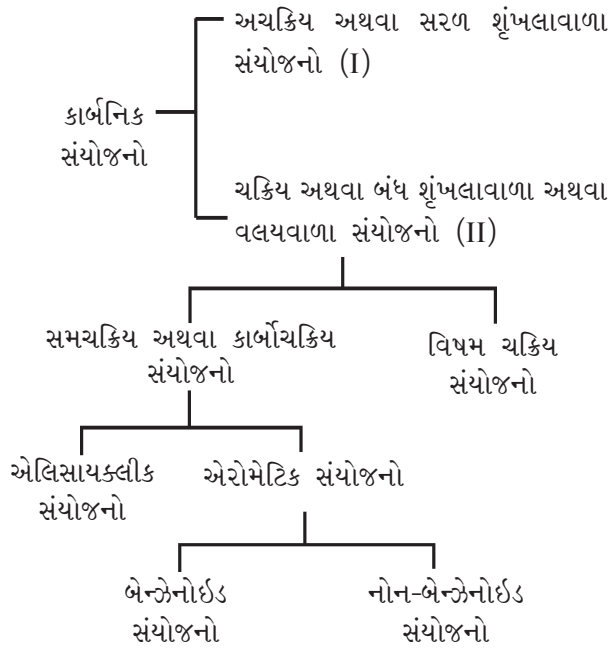 અચક્રિય અથવા સરળ શૃંખલાવાળા
સંયોજનો (I)
કાર્બનિક
સંયોજનો
ચક્રિય અથવા બંધ શૃંખલાવાળા અથવા
વલયવાળા સંયોજનો (II)
સમચક્રિય અથવા કાર્બોચક્રિય
સંયોજનો
વિષમ ચક્રિય
સંયોજનો
એલિસાયક્લીક
સંયોજનો
એરોમેટિક સંયોજનો
બેન્ઝેનોઇડ
સંયોજનો
નોન-બેન્ઝેનોઇડ
સંયોજનો